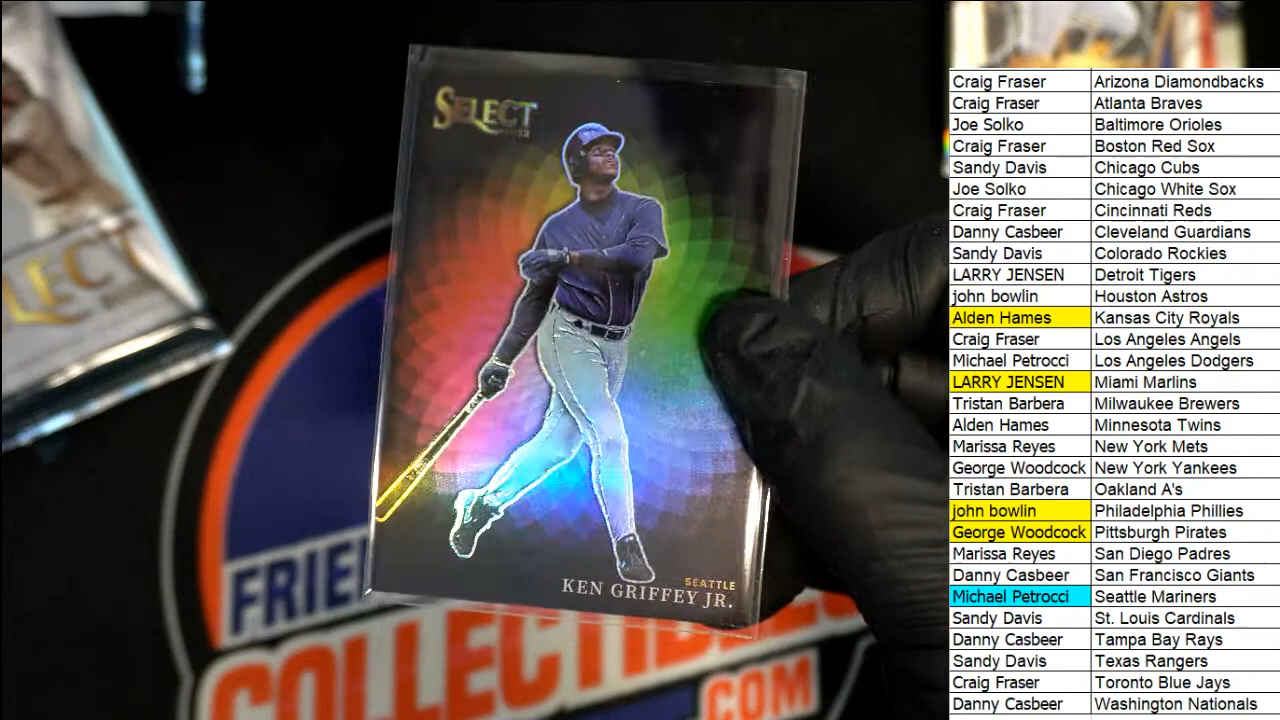 SELECT
SEATTLE
KEN GRIFFEY JR.
LEC
FRIE
COLLECTIBLES
.COM
Craig Fraser Arizona Diamondbacks
Craig Fraser Atlanta Braves
Joe Solko Baltimore Orioles
Craig Fraser Boston Red Sox
Sandy Davis Chicago Cubs
Joe Solko Chicago White Sox
Craig Fraser Cincinnati Reds
Danny Casbeer Cleveland Guardians
Sandy Davis Colorado Rockies
LARRY JENSEN Detroit Tigers
john bowlin Houston Astros
Alden Hames Kansas City Royals
Craig Fraser Los Angeles Angels
Michael Petrocci Los Angeles Dodgers
LARRY JENSEN Miami Marlins
Tristan Barbera Milwaukee Brewers
Alden Hames Minnesota Twins
Marissa Reyes New York Mets
George Woodcock New York Yankees
Tristan Barbera Oakland A's
john bowlin Philadelphia Phillies
George Woodcock Pittsburgh Pirates
Marissa Reyes San Diego Padres
Danny Casbeer San Francisco Giants
Michael Petrocci Seattle Mariners
Sandy Davis St. Louis Cardinals
Danny Casbeer Tampa Bay Rays
Sandy Davis Texas Rangers
Craig Fraser Toronto Blue Jays
Danny Casbeer Washington Nationals